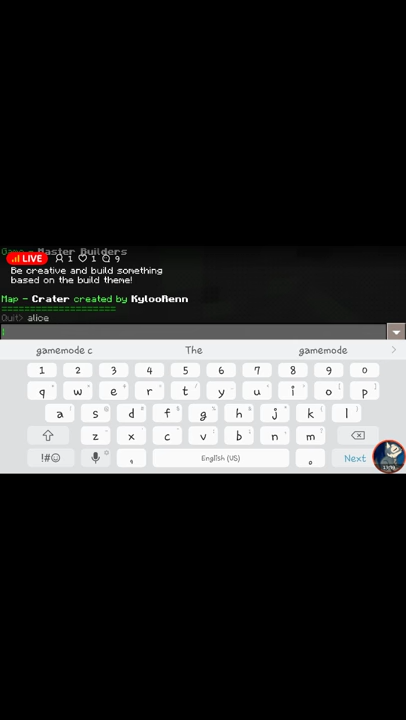 Game - Master Builders
LIVE 1 1 9
Be creative and build something
based on the build theme!
Map - Crater created by KylooRenn
Quit> alice
gamemode c The gamemode
1 2 3 4 5 6 7 8 9 0
q w e r t y u i o p
a s d f g h j k l
z x c v b n m
!#☺ , English (US) . Next